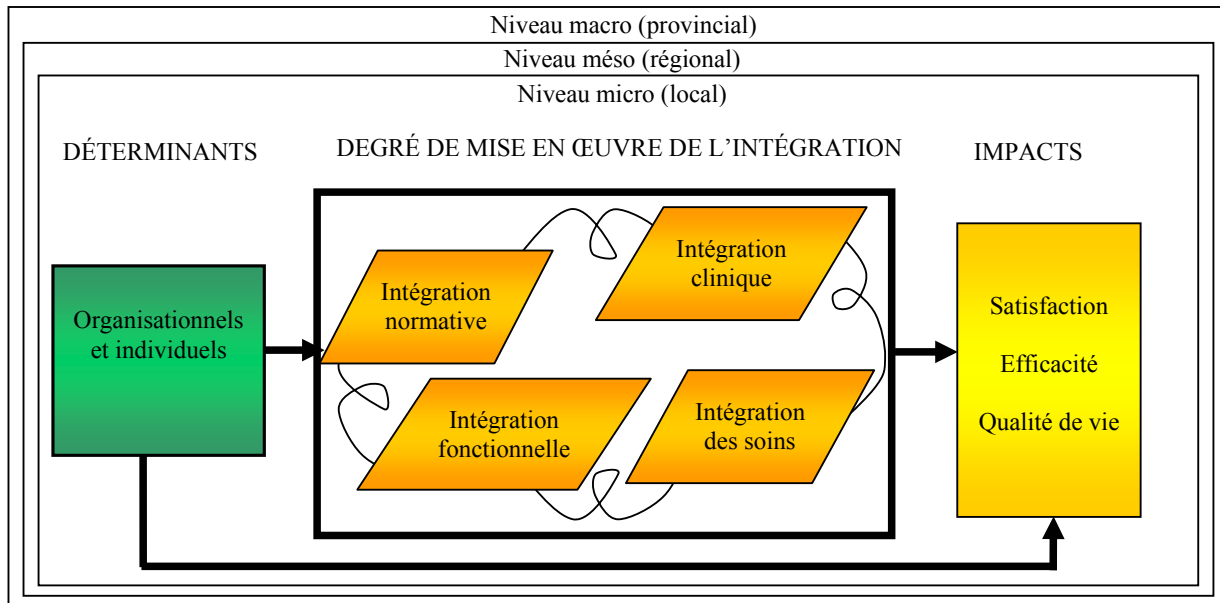 Niveau macro (provincial)
Niveau méso (régional)
Niveau micro (local)
DÉTERMINANTS
DEGRÉ DE MISE EN ŒUVRE DE L’INTÉGRATION
IMPACTS
Organisationnels
et individuels
Intégration
normative
Intégration
clinique
Intégration
fonctionnelle
Intégration
des soins
Satisfaction
Efficacité
Qualité de vie